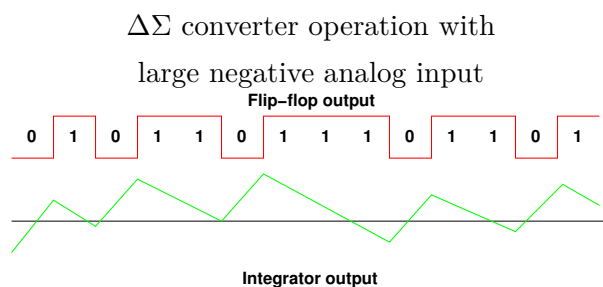 ΔΣ converter operation with
large negative analog input
Flip−flop output
0 1 0 1 1 0 1 1 1 0 1 1 0 1
Integrator output